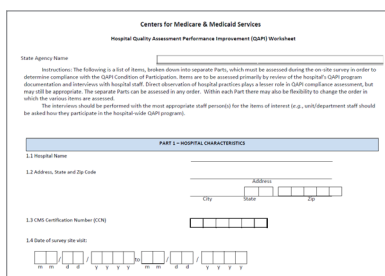 Centers for Medicare & Medicaid Services
Hospital Quality Assessment Performance Improvement (QAPI) Worksheet
State Agency Name
Instructions: The following is a list of items, broken down into separate Parts, which must be assessed during the on-site survey in order to
determine compliance with the QAPI Condition of Participation. Items are to be assessed primarily by review of the hospital's QAPI program
documentation and interviews with hospital staff. Direct observation of hospital practices plays a lesser role in QAPI compliance assessment, but
may still be appropriate. The separate Parts can be assessed in any order. Within each Part there may also be flexibility to change the order in
which the various items are assessed.
The interviews should be performed with the most appropriate staff person(s) for the items of interest (e.g., unit/department staff should
be asked how they participate in the hospital-wide QAPI program).
PART 1 – HOSPITAL CHARACTERISTICS
1.1 Hospital Name
1.2 Address, State and Zip Code
Address
City State Zip
1.3 CMS Certification Number (CCN)
1.4 Date of survey site visit:
/ / to / /
m m d d y y y y m m d d y y y y